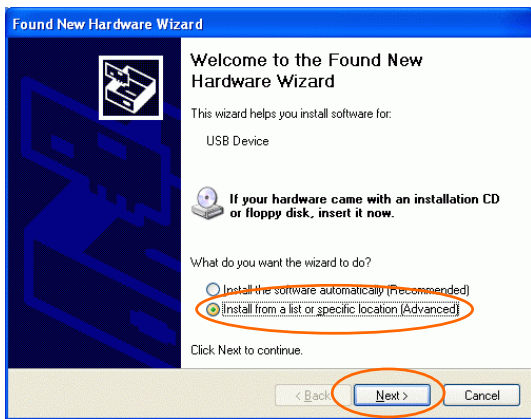 Found New Hardware Wizard
Welcome to the Found New
Hardware Wizard
This wizard helps you install software for:
USB Device
If your hardware came with an installation CD
or floppy disk, insert it now.
What do you want the wizard to do?
Install the software automatically (Recommended)
Install from a list or specific location (Advanced)
Click Next to continue.
< Back
Next >
Cancel